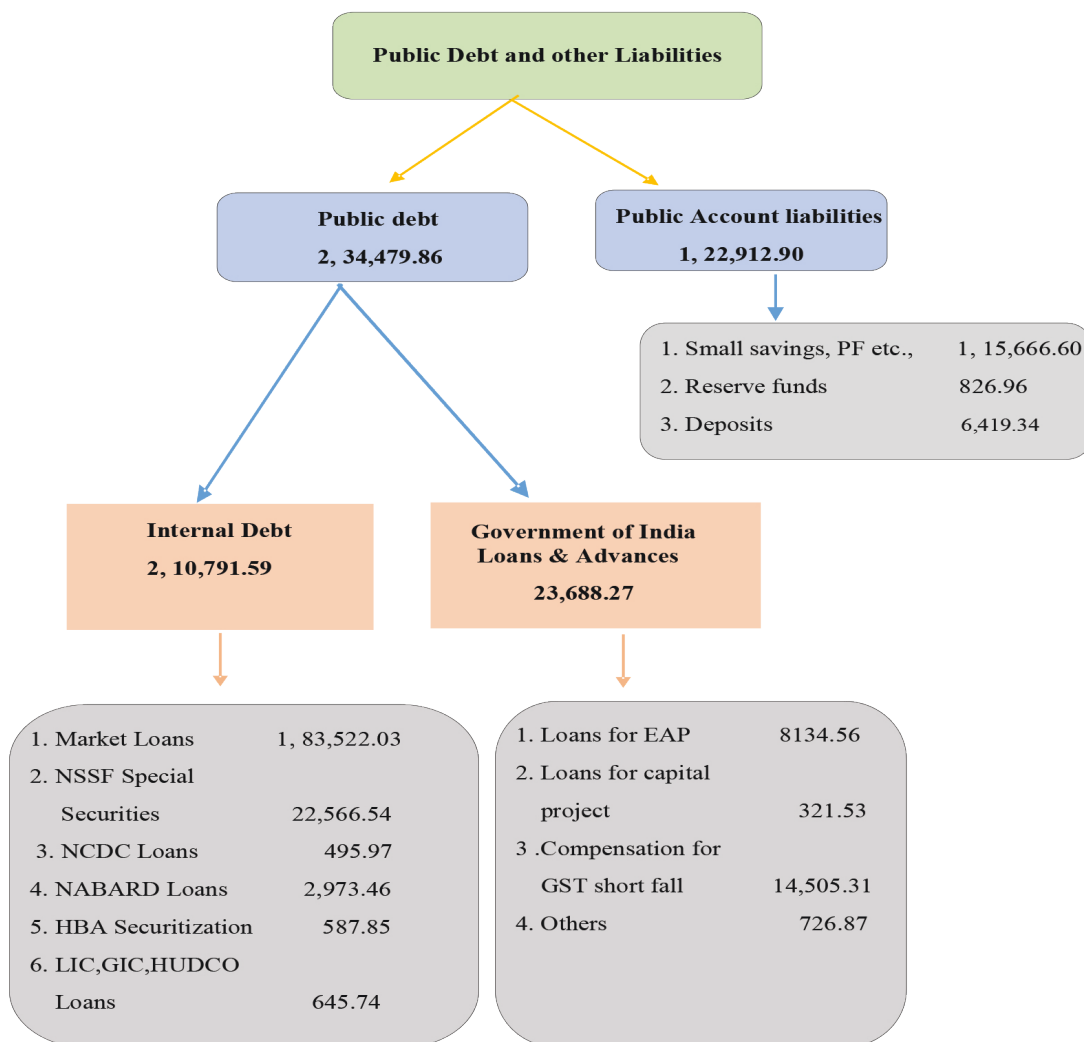 Public Debt and other Liabilities
Public debt
2, 34,479.86
Public Account liabilities
1, 22,912.90
1. Small savings, PF etc., 1, 15,666.60
2. Reserve funds 826.96
3. Deposits 6,419.34
Internal Debt
2, 10,791.59
Government of India
Loans & Advances
23,688.27
1. Market Loans 1, 83,522.03
2. NSSF Special
Securities 22,566.54
3. NCDC Loans 495.97
4. NABARD Loans 2,973.46
5. HBA Securitization 587.85
6. LIC,GIC,HUDCO
Loans 645.74
1. Loans for EAP 8134.56
2. Loans for capital
project 321.53
3 .Compensation for
GST short fall 14,505.31
4. Others 726.87